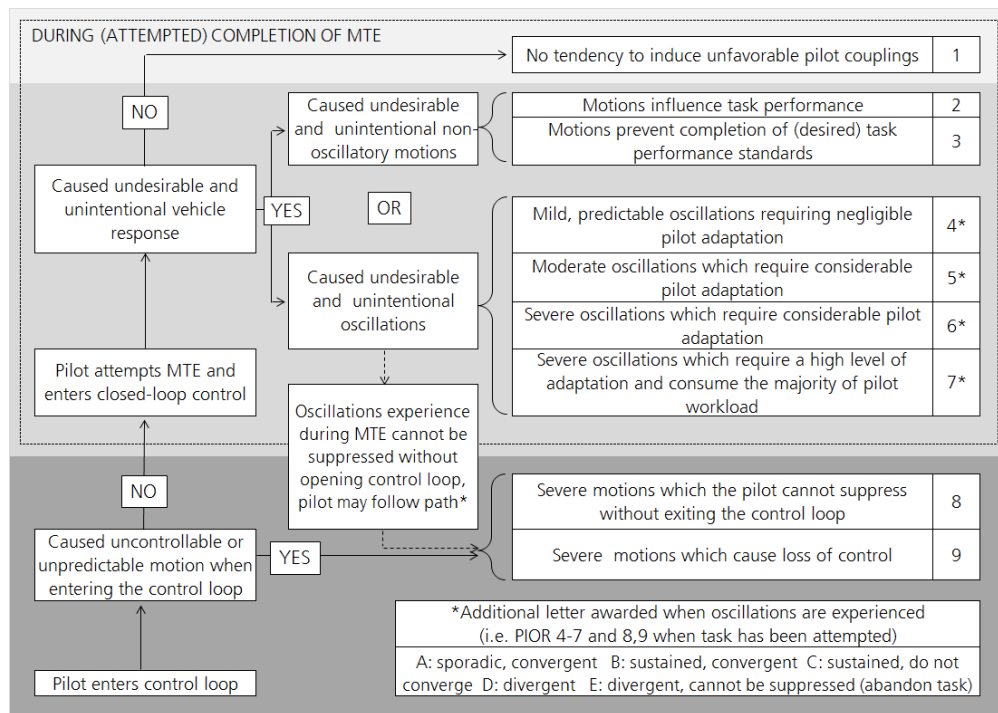 DURING (ATTEMPTED) COMPLETION OF MTE
No tendency to induce unfavorable pilot couplings
1
NO
Caused undesirable
and unintentional non-
oscillatory motions
Motions influence task performance
2
Motions prevent completion of (desired) task
performance standards
3
Caused undesirable and
unintentional vehicle
response
YES
OR
Mild, predictable oscillations requiring negligible
pilot adaptation
4*
Moderate oscillations which require considerable
pilot adaptation
5*
Caused undesirable
and unintentional
oscillations
Severe oscillations which require considerable pilot
adaptation
6*
Severe oscillations which require a high level of
adaptation and consume the majority of pilot
workload
7*
Pilot attempts MTE and
enters closed-loop control
Oscillations experience
during MTE cannot be
suppressed without
opening control loop,
pilot may follow path*
NO
Severe motions which the pilot cannot suppress
without exiting the control loop
8
Caused uncontrollable or
unpredictable motion when
entering the control loop
YES
Severe motions which cause loss of control
9
*Additional letter awarded when oscillations are experienced
(i.e. PIOR 4-7 and 8,9 when task has been attempted)
A: sporadic, convergent B: sustained, convergent C: sustained, do not
converge D: divergent E: divergent, cannot be suppressed (abandon task)
Pilot enters control loop